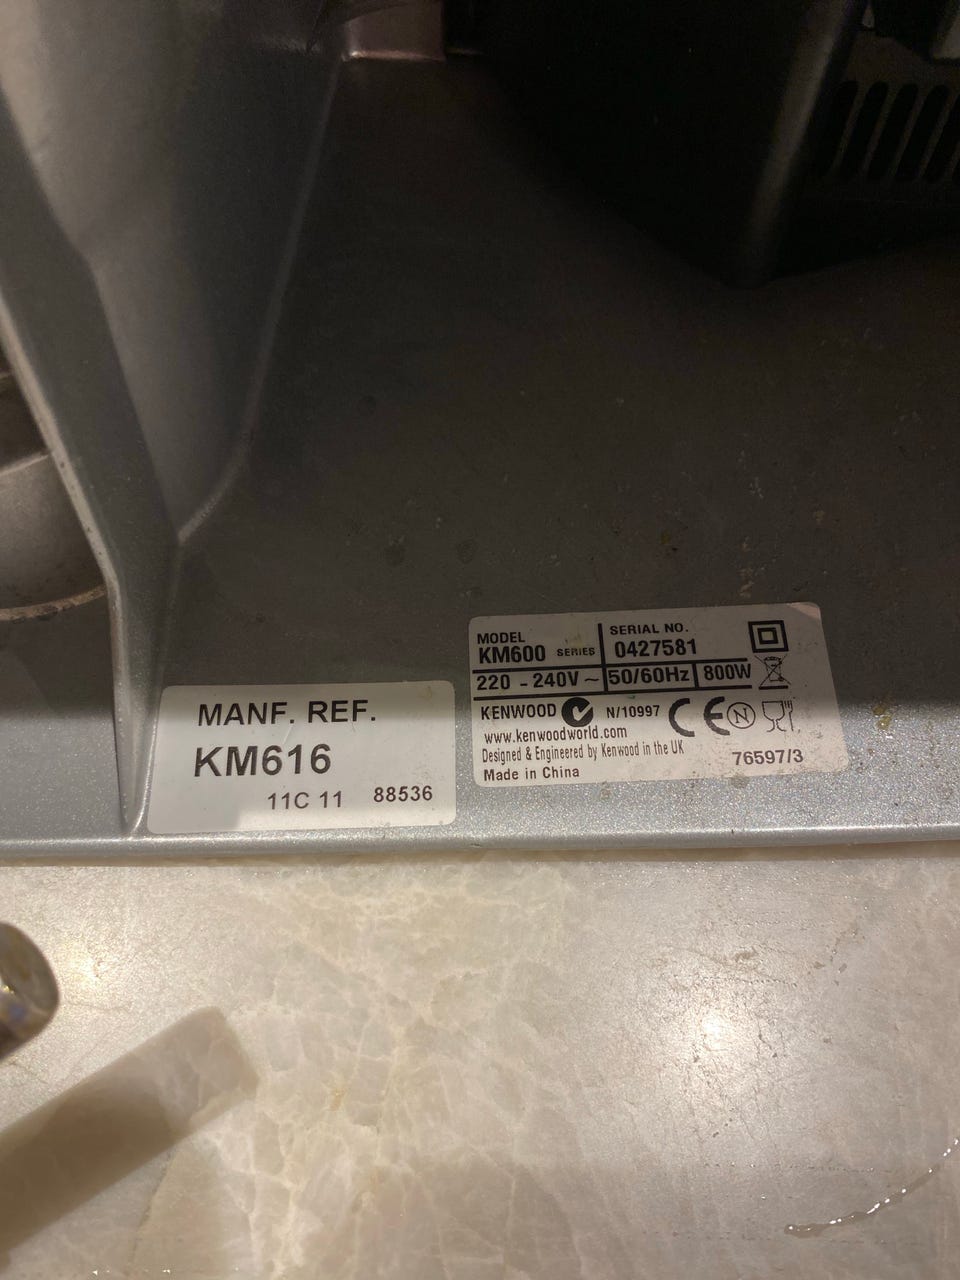 MANF. REF.
KM616
11C 11 88536
MODEL
KM600 SERIES
SERIAL NO.
0427581
220 - 240V ~ 50/60Hz 800W
KENWOOD N/10997 CE N
www.kenwoodworld.com
Designed & Engineered by Kenwood in the UK
Made in China
76597/3